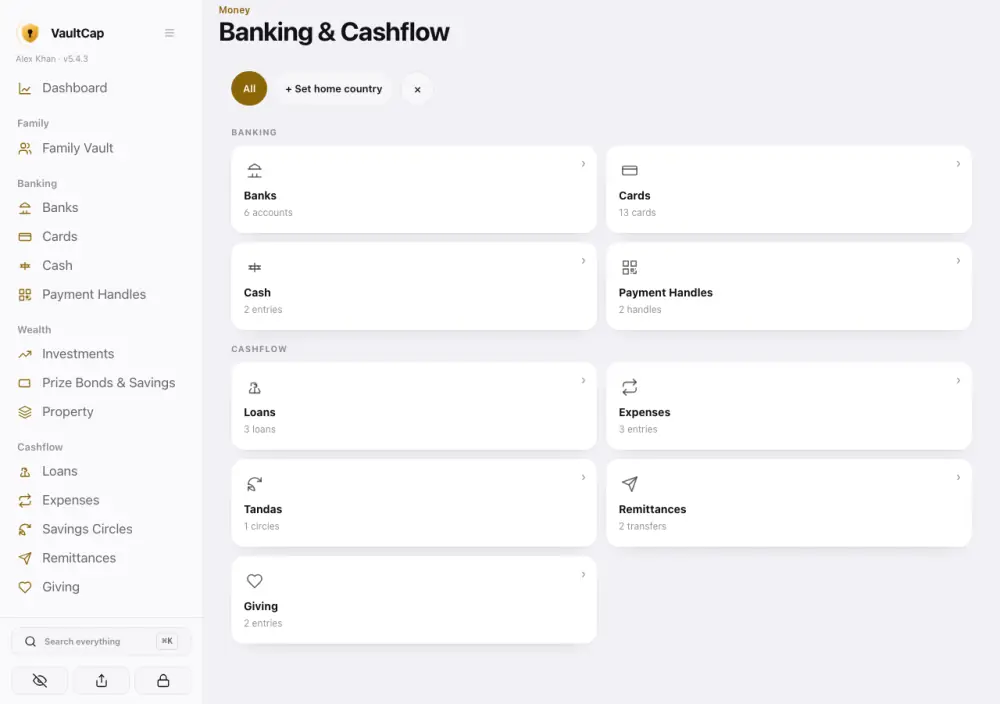 VaultCap
Alex Khan · v5.4.3
Dashboard
Family
Family Vault
Banking
Banks
Cards
Cash
Payment Handles
Wealth
Investments
Prize Bonds & Savings
Property
Cashflow
Loans
Expenses
Savings Circles
Remittances
Giving
Search everything ⌘K
Money
Banking & Cashflow
All + Set home country ×
BANKING
Banks
6 accounts
Cards
13 cards
Cash
2 entries
Payment Handles
2 handles
CASHFLOW
Loans
3 loans
Expenses
3 entries
Tandas
1 circles
Remittances
2 transfers
Giving
2 entries